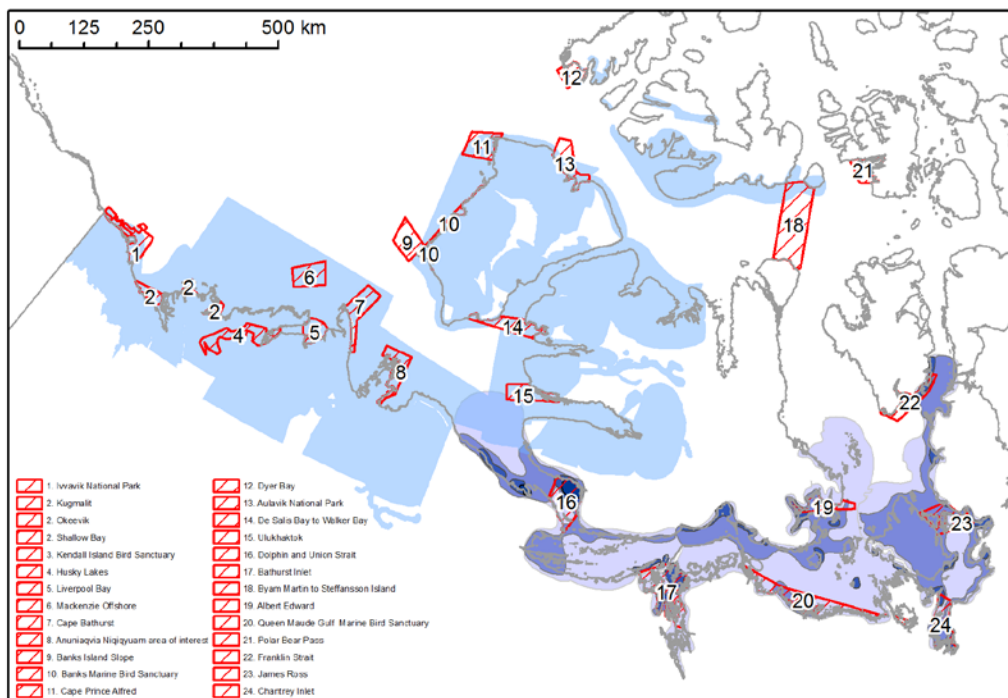 0 125 250 500 km
12
11
13
21
10
18
9
10
1
6
2
2
2
7
4
5
14
8
15
22
16
19
23
17
20
24
1. Ivvavik National Park
2. Kugmalit
2. Okeevik
2. Shallow Bay
3. Kendall Island Bird Sanctuary
4. Husky Lakes
5. Liverpool Bay
6. Mackenzie Offshore
7. Cape Bathurst
8. Anuniaqvia Niqiqyuam area of interest
9. Banks Island Slope
10. Banks Marine Bird Sanctuary
11. Cape Prince Alfred
12. Dyer Bay
13. Aulavik National Park
14. De Salis Bay to Walker Bay
15. Ulukhaktok
16. Dolphin and Union Strait
17. Bathurst Inlet
18. Byam Martin to Steffansson Island
19. Albert Edward
20. Queen Maude Gulf Marine Bird Sanctuary
21. Polar Bear Pass
22. Franklin Strait
23. James Ross
24. Chantrey Inlet